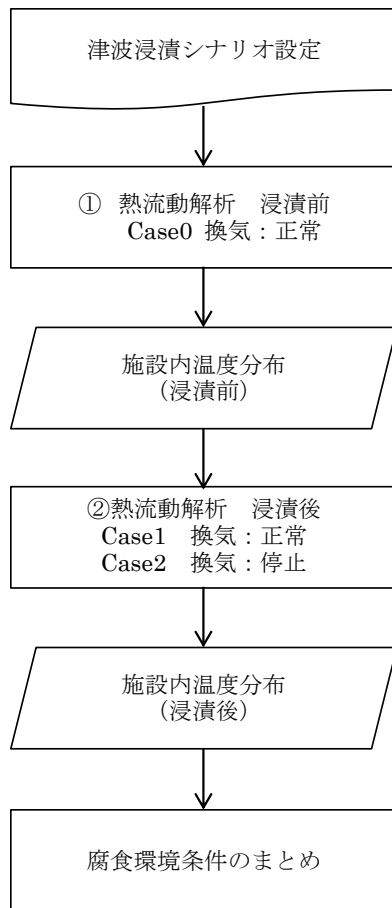 津波浸漬シナリオ設定
① 熱流動解析　浸漬前
Case0 換気：正常
施設内温度分布
（浸漬前）
②熱流動解析　浸漬後
Case1　換気：正常
Case2　換気：停止
施設内温度分布
（浸漬後）
腐食環境条件のまとめ